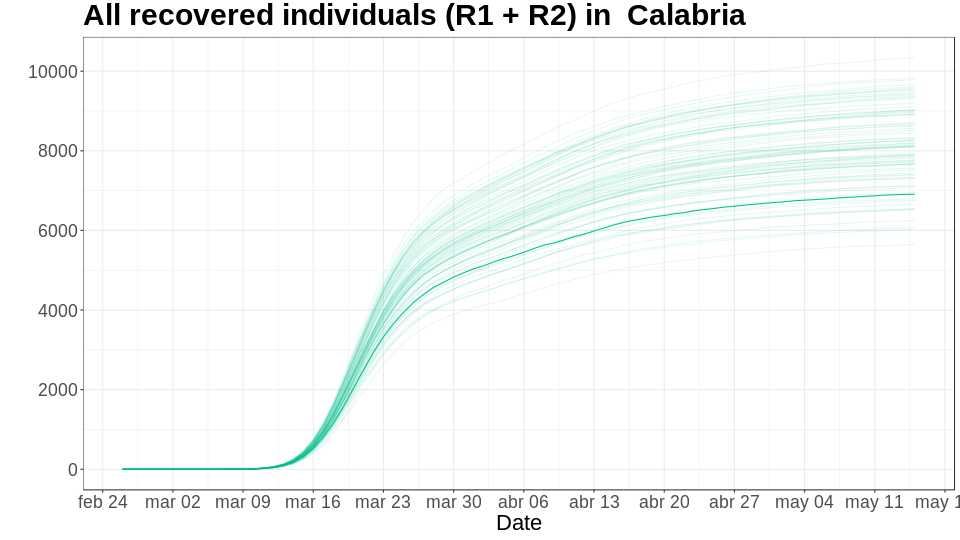 All recovered individuals (R1 + R2) in  Calabria
10000
8000
6000
4000
2000
0
feb 24 mar 02 mar 09 mar 16 mar 23 mar 30 abr 06 abr 13 abr 20 abr 27 may 04 may 11 may 1
Date